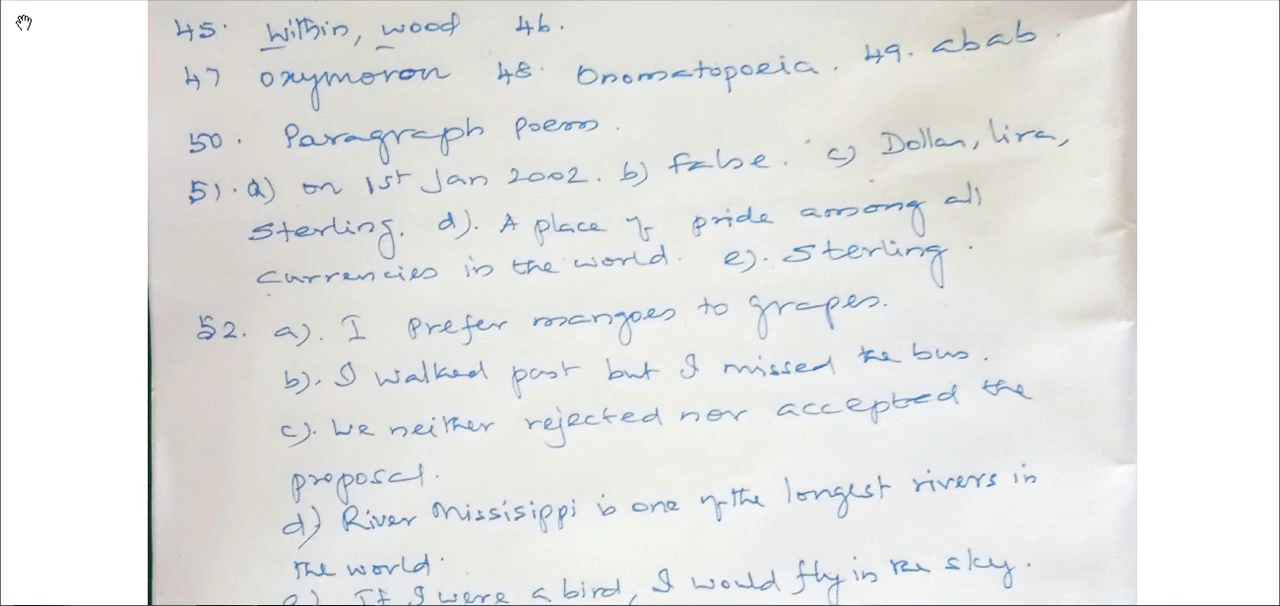 45. Within, wood 46.
47 Oxymoron 48. Onomatopoeia. 49. abab.
50. Paragraph Poem.
51. a) on 1st Jan 2002. b) false. c) Dollar, lira,
Sterling. d). A place of pride among all
currencies in the world. e). Sterling.
52. a). I Prefer mangoes to grapes.
b). I walked past but I missed the bus.
c). We neither rejected nor accepted the
proposal.
d) River Missisippi is one of the longest rivers in
the world.
e) If I were a bird, I would fly in the sky.